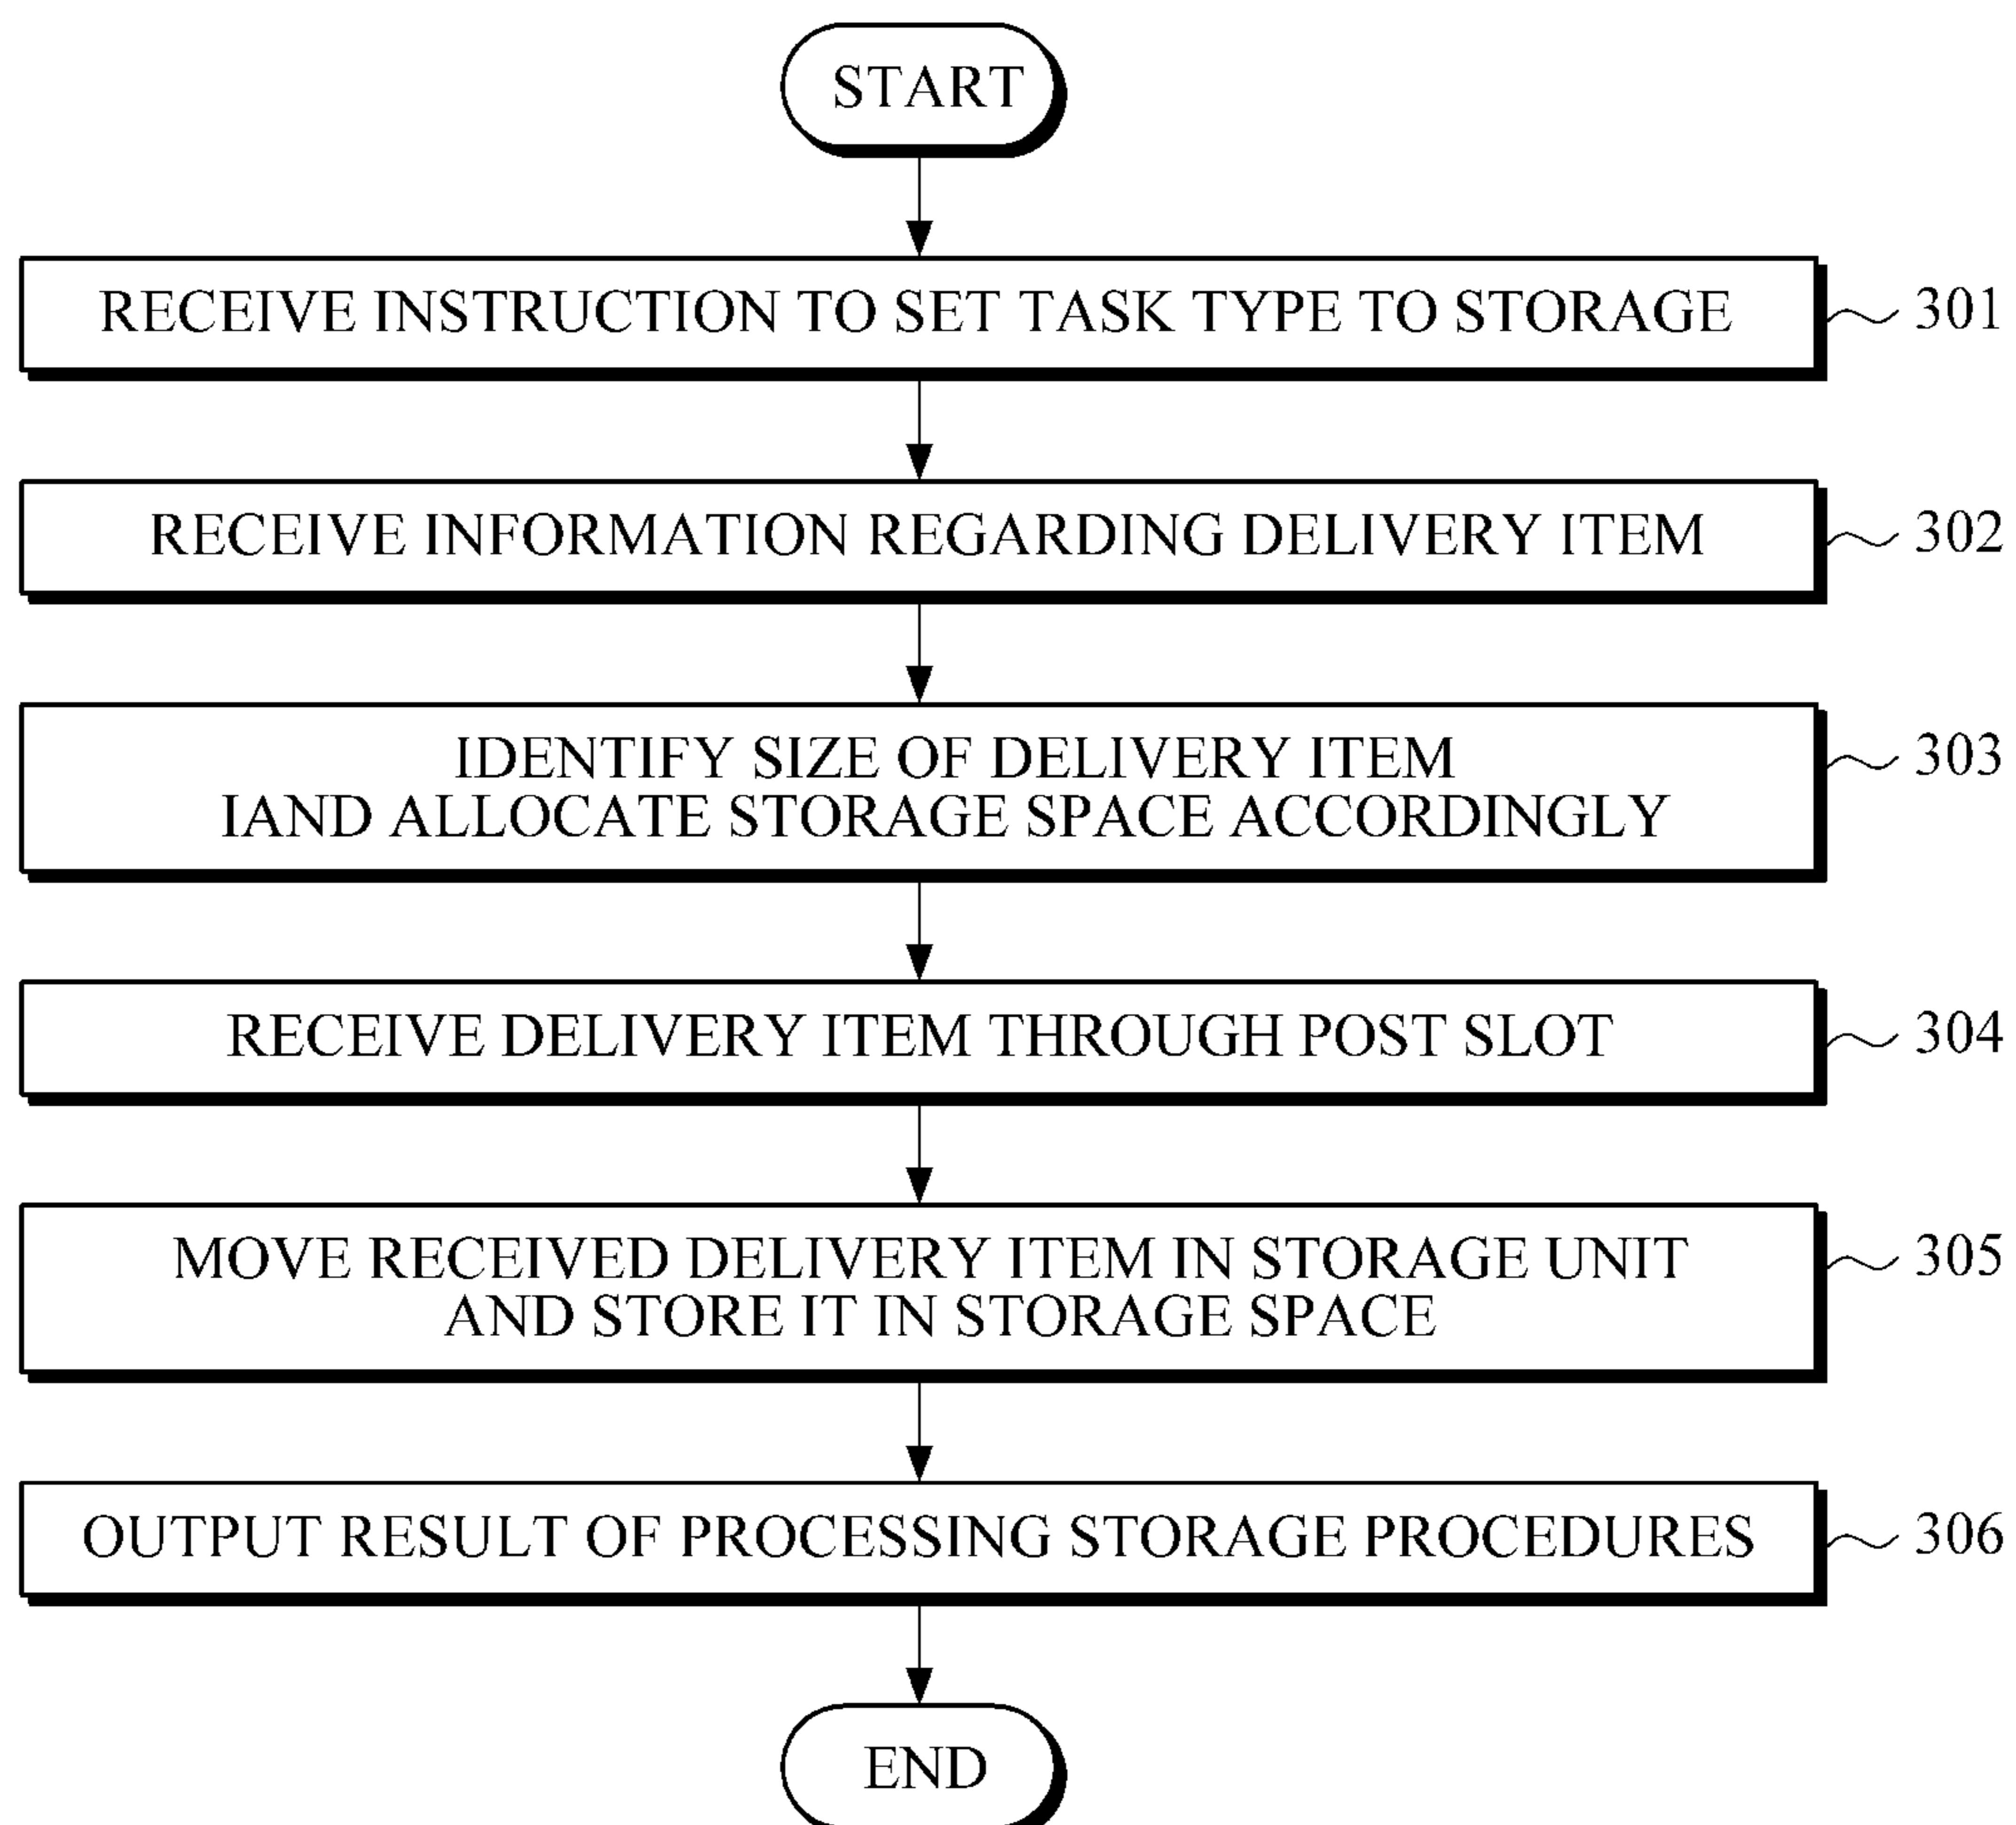 START
RECEIVE INSTRUCTION TO SET TASK TYPE TO STORAGE 301
RECEIVE INFORMATION REGARDING DELIVERY ITEM 302
IDENTIFY SIZE OF DELIVERY ITEM 303
IAND ALLOCATE STORAGE SPACE ACCORDINGLY
RECEIVE DELIVERY ITEM THROUGH POST SLOT 304
MOVE RECEIVED DELIVERY ITEM IN STORAGE UNIT 305
AND STORE IT IN STORAGE SPACE
OUTPUT RESULT OF PROCESSING STORAGE PROCEDURES 306
END